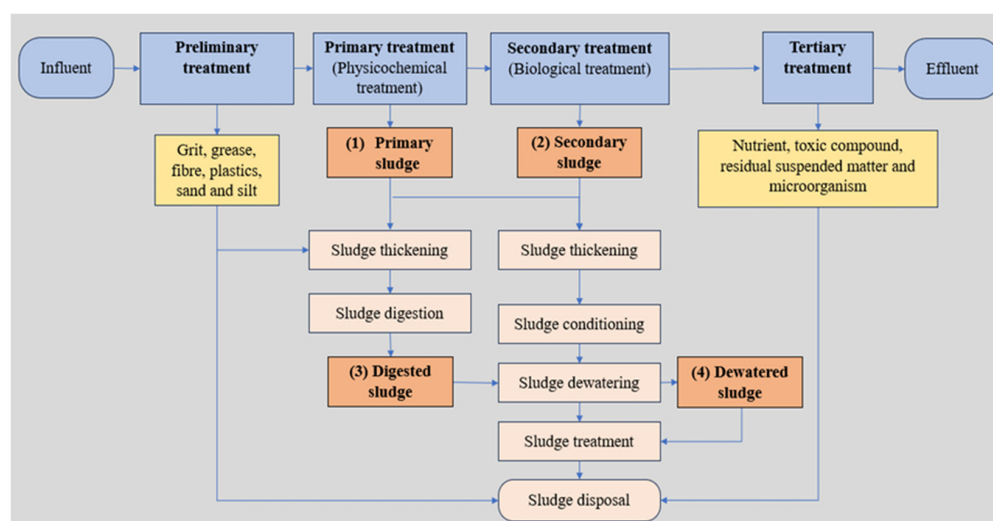 Influent
Preliminary
treatment
Primary treatment
(Physicochemical
treatment)
Secondary treatment
(Biological treatment)
Tertiary
treatment
Effluent
Grit, grease,
fibre, plastics,
sand and silt
(1) Primary
sludge
(2) Secondary
sludge
Nutrient, toxic compound,
residual suspended matter and
microorganism
Sludge thickening
Sludge thickening
Sludge digestion
Sludge conditioning
(3) Digested
sludge
Sludge dewatering
(4) Dewatered
sludge
Sludge treatment
Sludge disposal